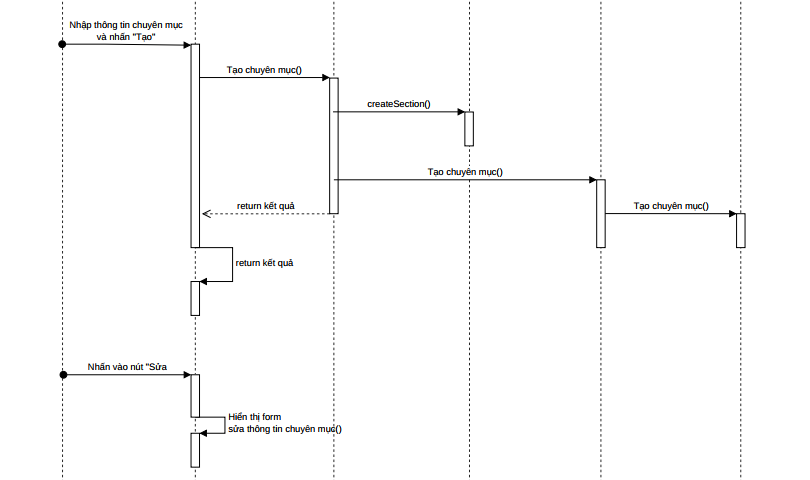 Nhập thông tin chuyên mục
và nhấn "Tạo"
Tạo chuyên mục()
createSection()
Tạo chuyên mục()
return kết quả
Tạo chuyên mục()
return kết quả
Nhấn vào nút "Sửa
Hiển thị form
sửa thông tin chuyên mục()